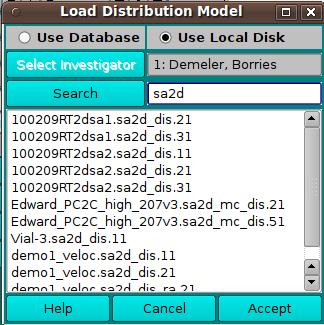 Load Distribution Model
Use Database Use Local Disk
Select Investigator 1: Demeler, Borries
Search sa2d
100209RT2dsa1.sa2d_dis.21
100209RT2dsa1.sa2d_dis.31
100209RT2dsa2.sa2d_dis.11
100209RT2dsa2.sa2d_dis.21
100209RT2dsa2.sa2d_dis.31
Edward_PC2C_high_207v3.sa2d_mc_dis.21
Edward_PC2C_high_207v3.sa2d_mc_dis.51
Vial-3.sa2d_dis.11
demo1_veloc.sa2d_dis.11
demo1_veloc.sa2d_dis.21
demo1_veloc.sa2d_dis_ra.21
Help Cancel Accept